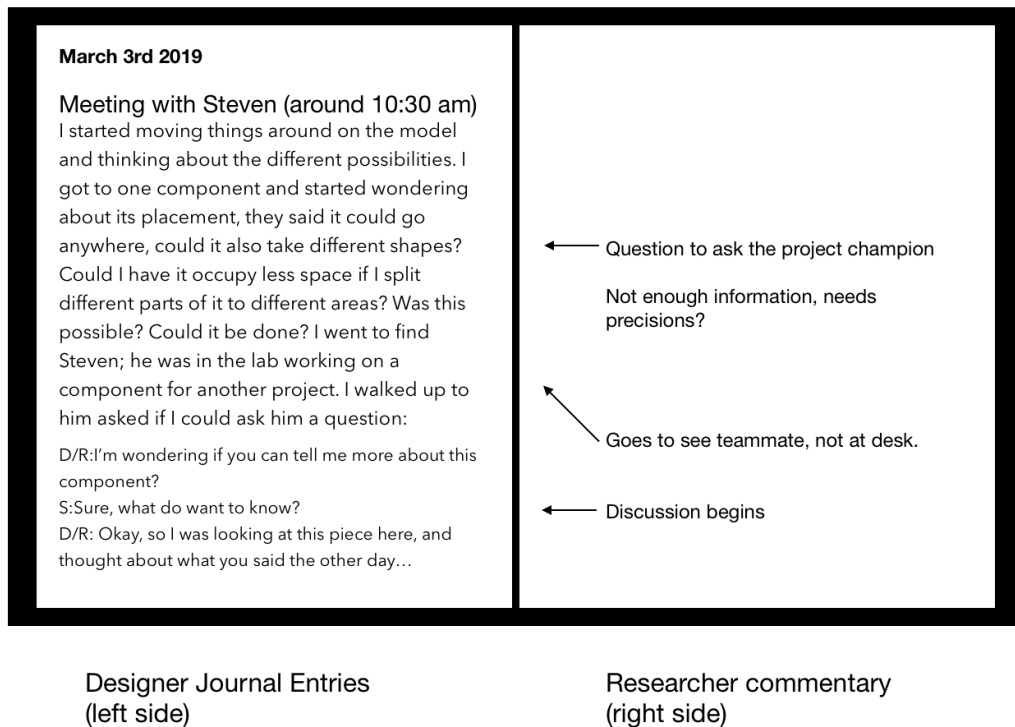 March 3rd 2019
Meeting with Steven (around 10:30 am)
I started moving things around on the model
and thinking about the different possibilities. I
got to one component and started wondering
about its placement, they said it could go
anywhere, could it also take different shapes?
Could I have it occupy less space if I split
different parts of it to different areas? Was this
possible? Could it be done? I went to find
Steven; he was in the lab working on a
component for another project. I walked up to
him asked if I could ask him a question:
D/R:I'm wondering if you can tell me more about this
component?
S:Sure, what do want to know?
D/R: Okay, so I was looking at this piece here, and
thought about what you said the other day…
Question to ask the project champion
Not enough information, needs
precisions?
Goes to see teammate, not at desk.
Discussion begins
Designer Journal Entries
(left side)
Researcher commentary
(right side)